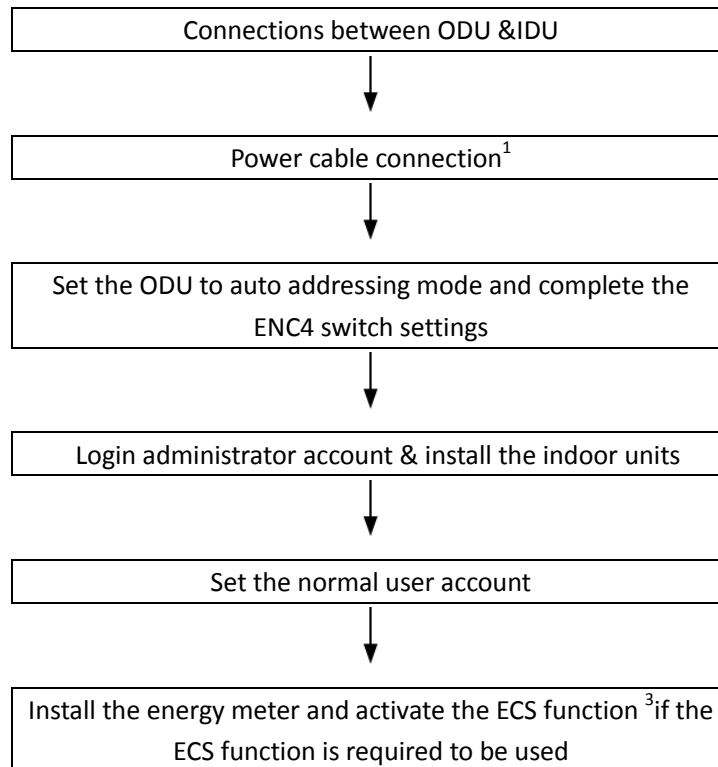 Connections between ODU &IDU
Power cable connection1
Set the ODU to auto addressing mode and complete the
ENC4 switch settings
Login administrator account & install the indoor units
Set the normal user account
Install the energy meter and activate the ECS function 3if the
ECS function is required to be used